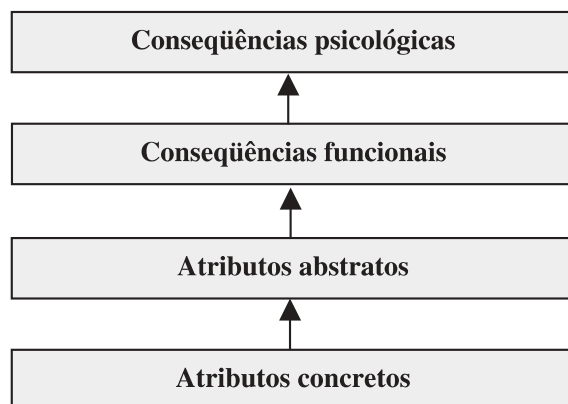 Conseqüências psicológicas
Conseqüências funcionais
Atributos abstratos
Atributos concretos